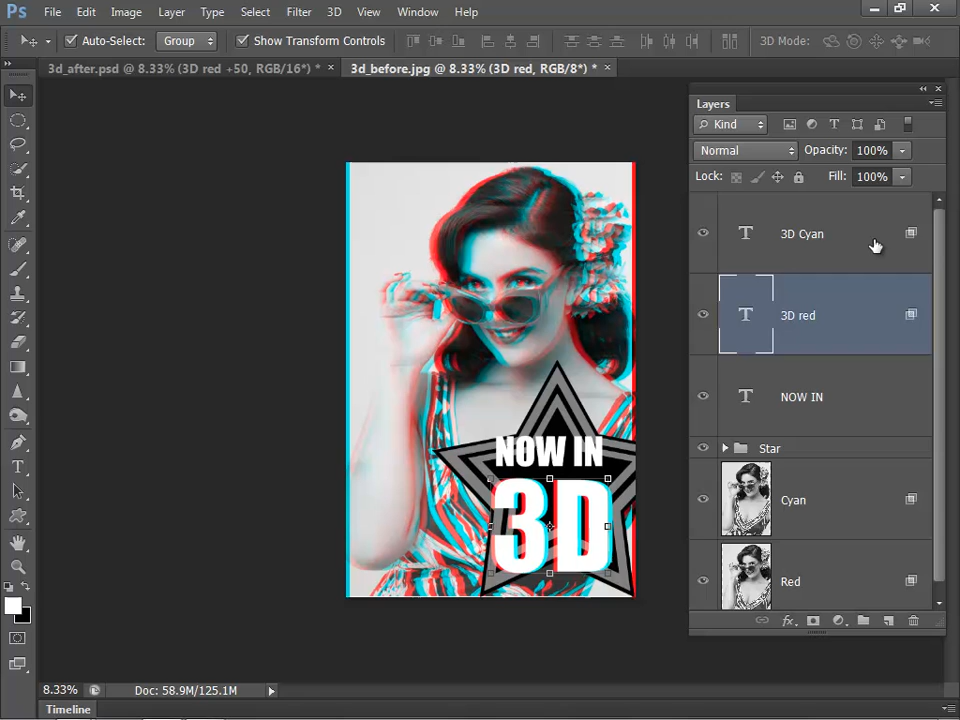 Ps File Edit Image Layer Type Select Filter 3D View Window Help
Auto-Select: Group Show Transform Controls 3D Mode:
3d_after.psd @ 8.33% (3D red +50, RGB/16*) * × 3d_before.jpg @ 8.33% (3D red, RGB/8*) * ×
Layers
Kind T
Normal Opacity: 100%
Lock: Fill: 100%
T 3D Cyan
T 3D red
T NOW IN
Star
Cyan
Red
fx
NOW IN
3D
T
8.33% Doc: 58.9M/125.1M
Timeline